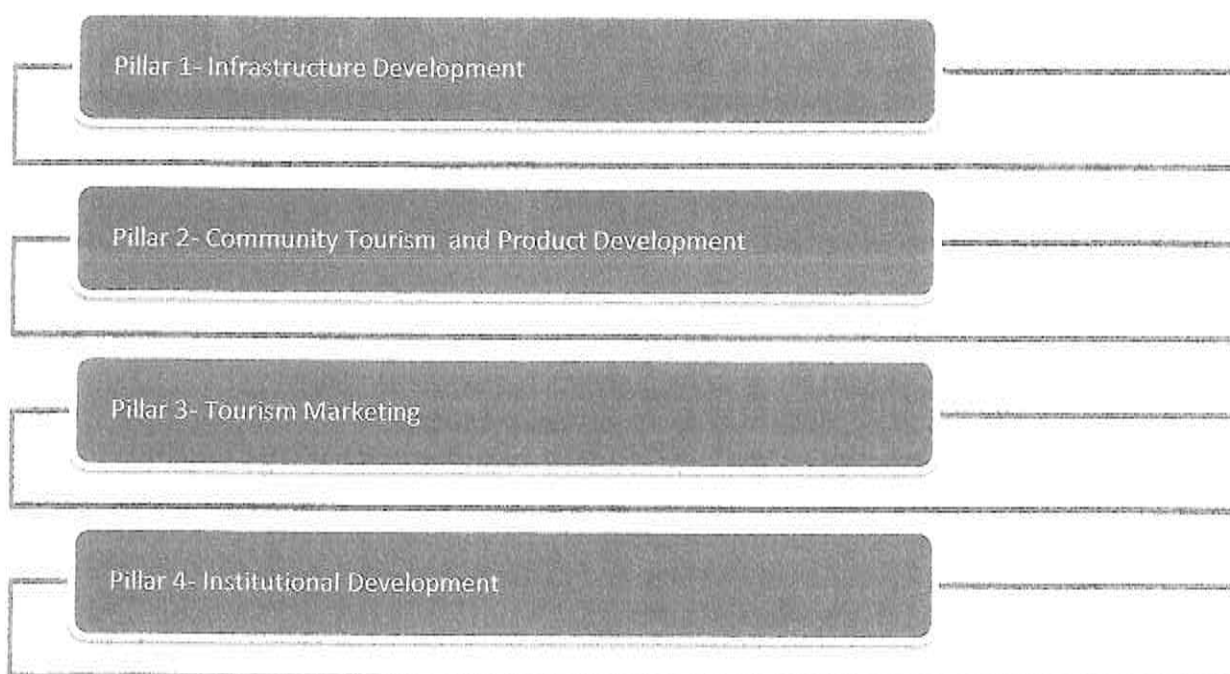 Pillar 1- Infrastructure Development
Pillar 2- Community Tourism and Product Development
Pillar 3- Tourism Marketing
Pillar 4- Institutional Development